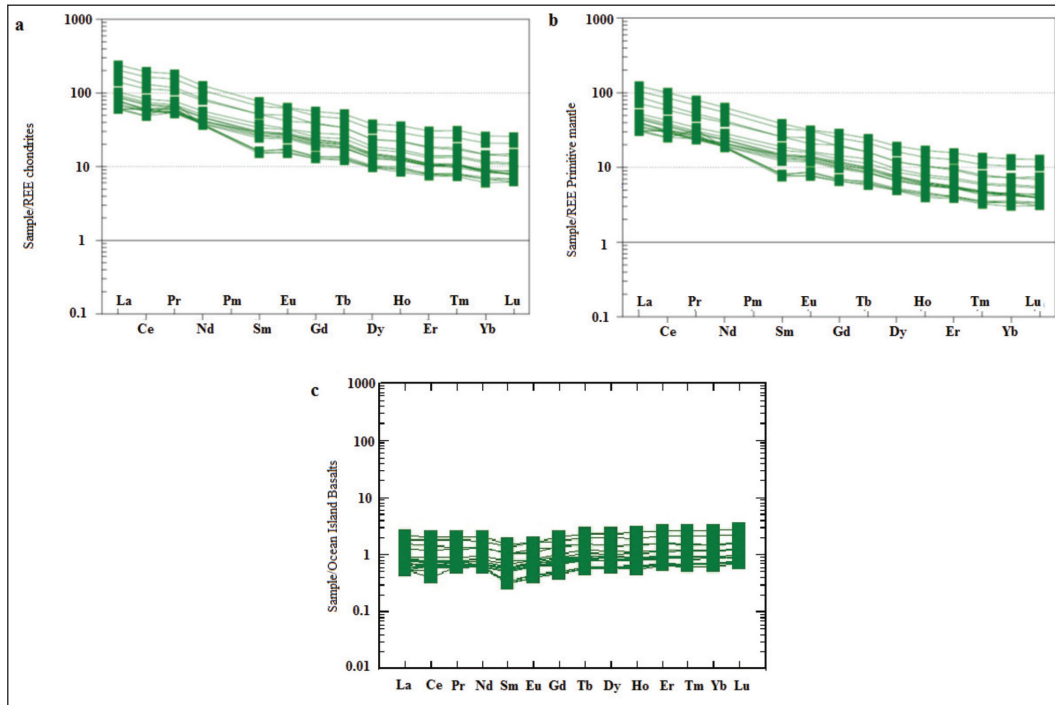 a
Sample/REE chondrites
1000
100
10
1
0.1
La Pr Pm Eu Tb Ho Tm Lu
Ce Nd Sm Gd Dy Er Yb
b
Sample/REE Primitive mantle
1000
100
10
1
0.1
La Pr Pm Eu Tb Ho Tm Lu
Ce Nd Sm Gd Dy Er Yb
c
Sample/Ocean Island Basalts
1000
100
10
1
0.1
0.01
La Ce Pr Nd Sm Eu Gd Tb Dy Ho Er Tm Yb Lu